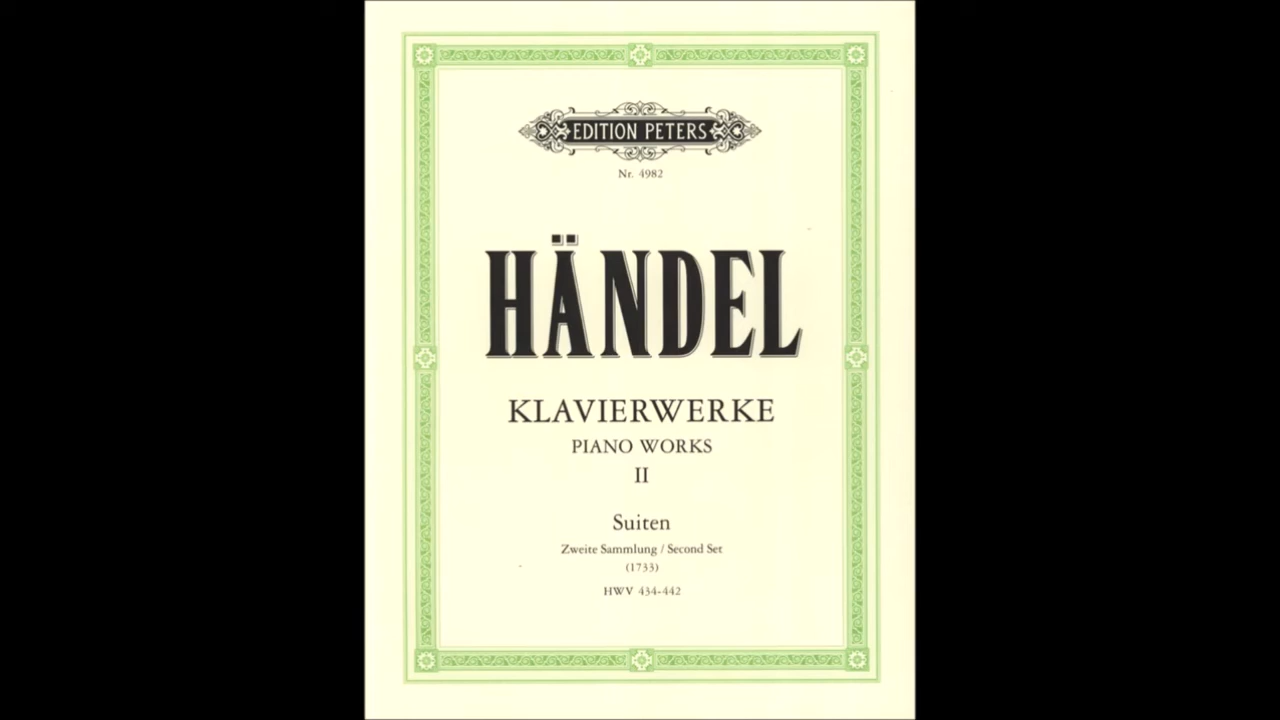 EDITION PETERS
Nr. 4982
HÄNDEL
KLAVIERWERKE
PIANO WORKS
II
Suiten
Zweite Sammlung / Second Set
(1733)
HWV 434-442